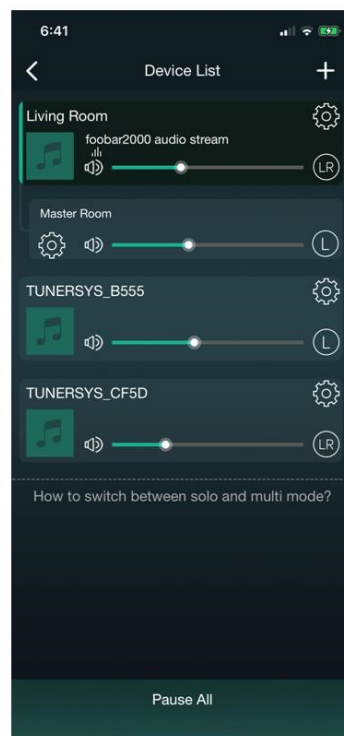 6:41
Device List
Living Room
foobar2000 audio stream
LR
Master Room
L
TUNERSYS_B555
L
TUNERSYS_CF5D
LR
How to switch between solo and multi mode?
Pause All